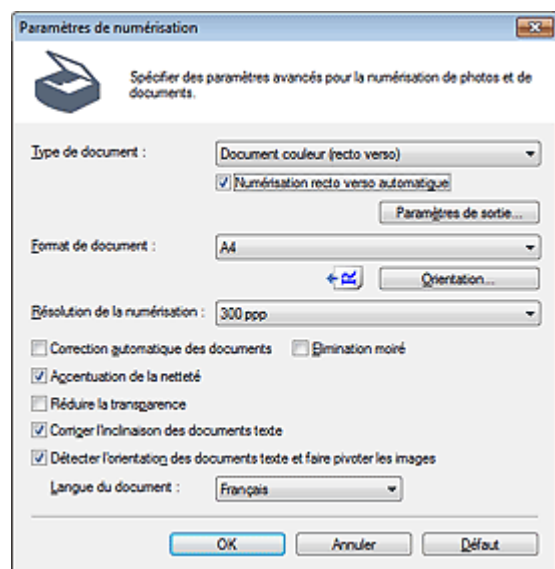 Paramètres de numérisation
Spécifier des paramètres avancés pour la numérisation de photos et de
documents.
Type de document : Document couleur (recto verso)
Numérisation recto verso automatique
Paramètres de sortie...
Format de document : A4
R Orientation...
Résolution de la numérisation : 300 ppp
Correction automatique des documents Elimination moiré
Accentuation de la netteté
Réduire la transparence
Corriger l'inclinaison des documents texte
Détecter l'orientation des documents texte et faire pivoter les images
Langue du document : Français
OK Annuler Défaut